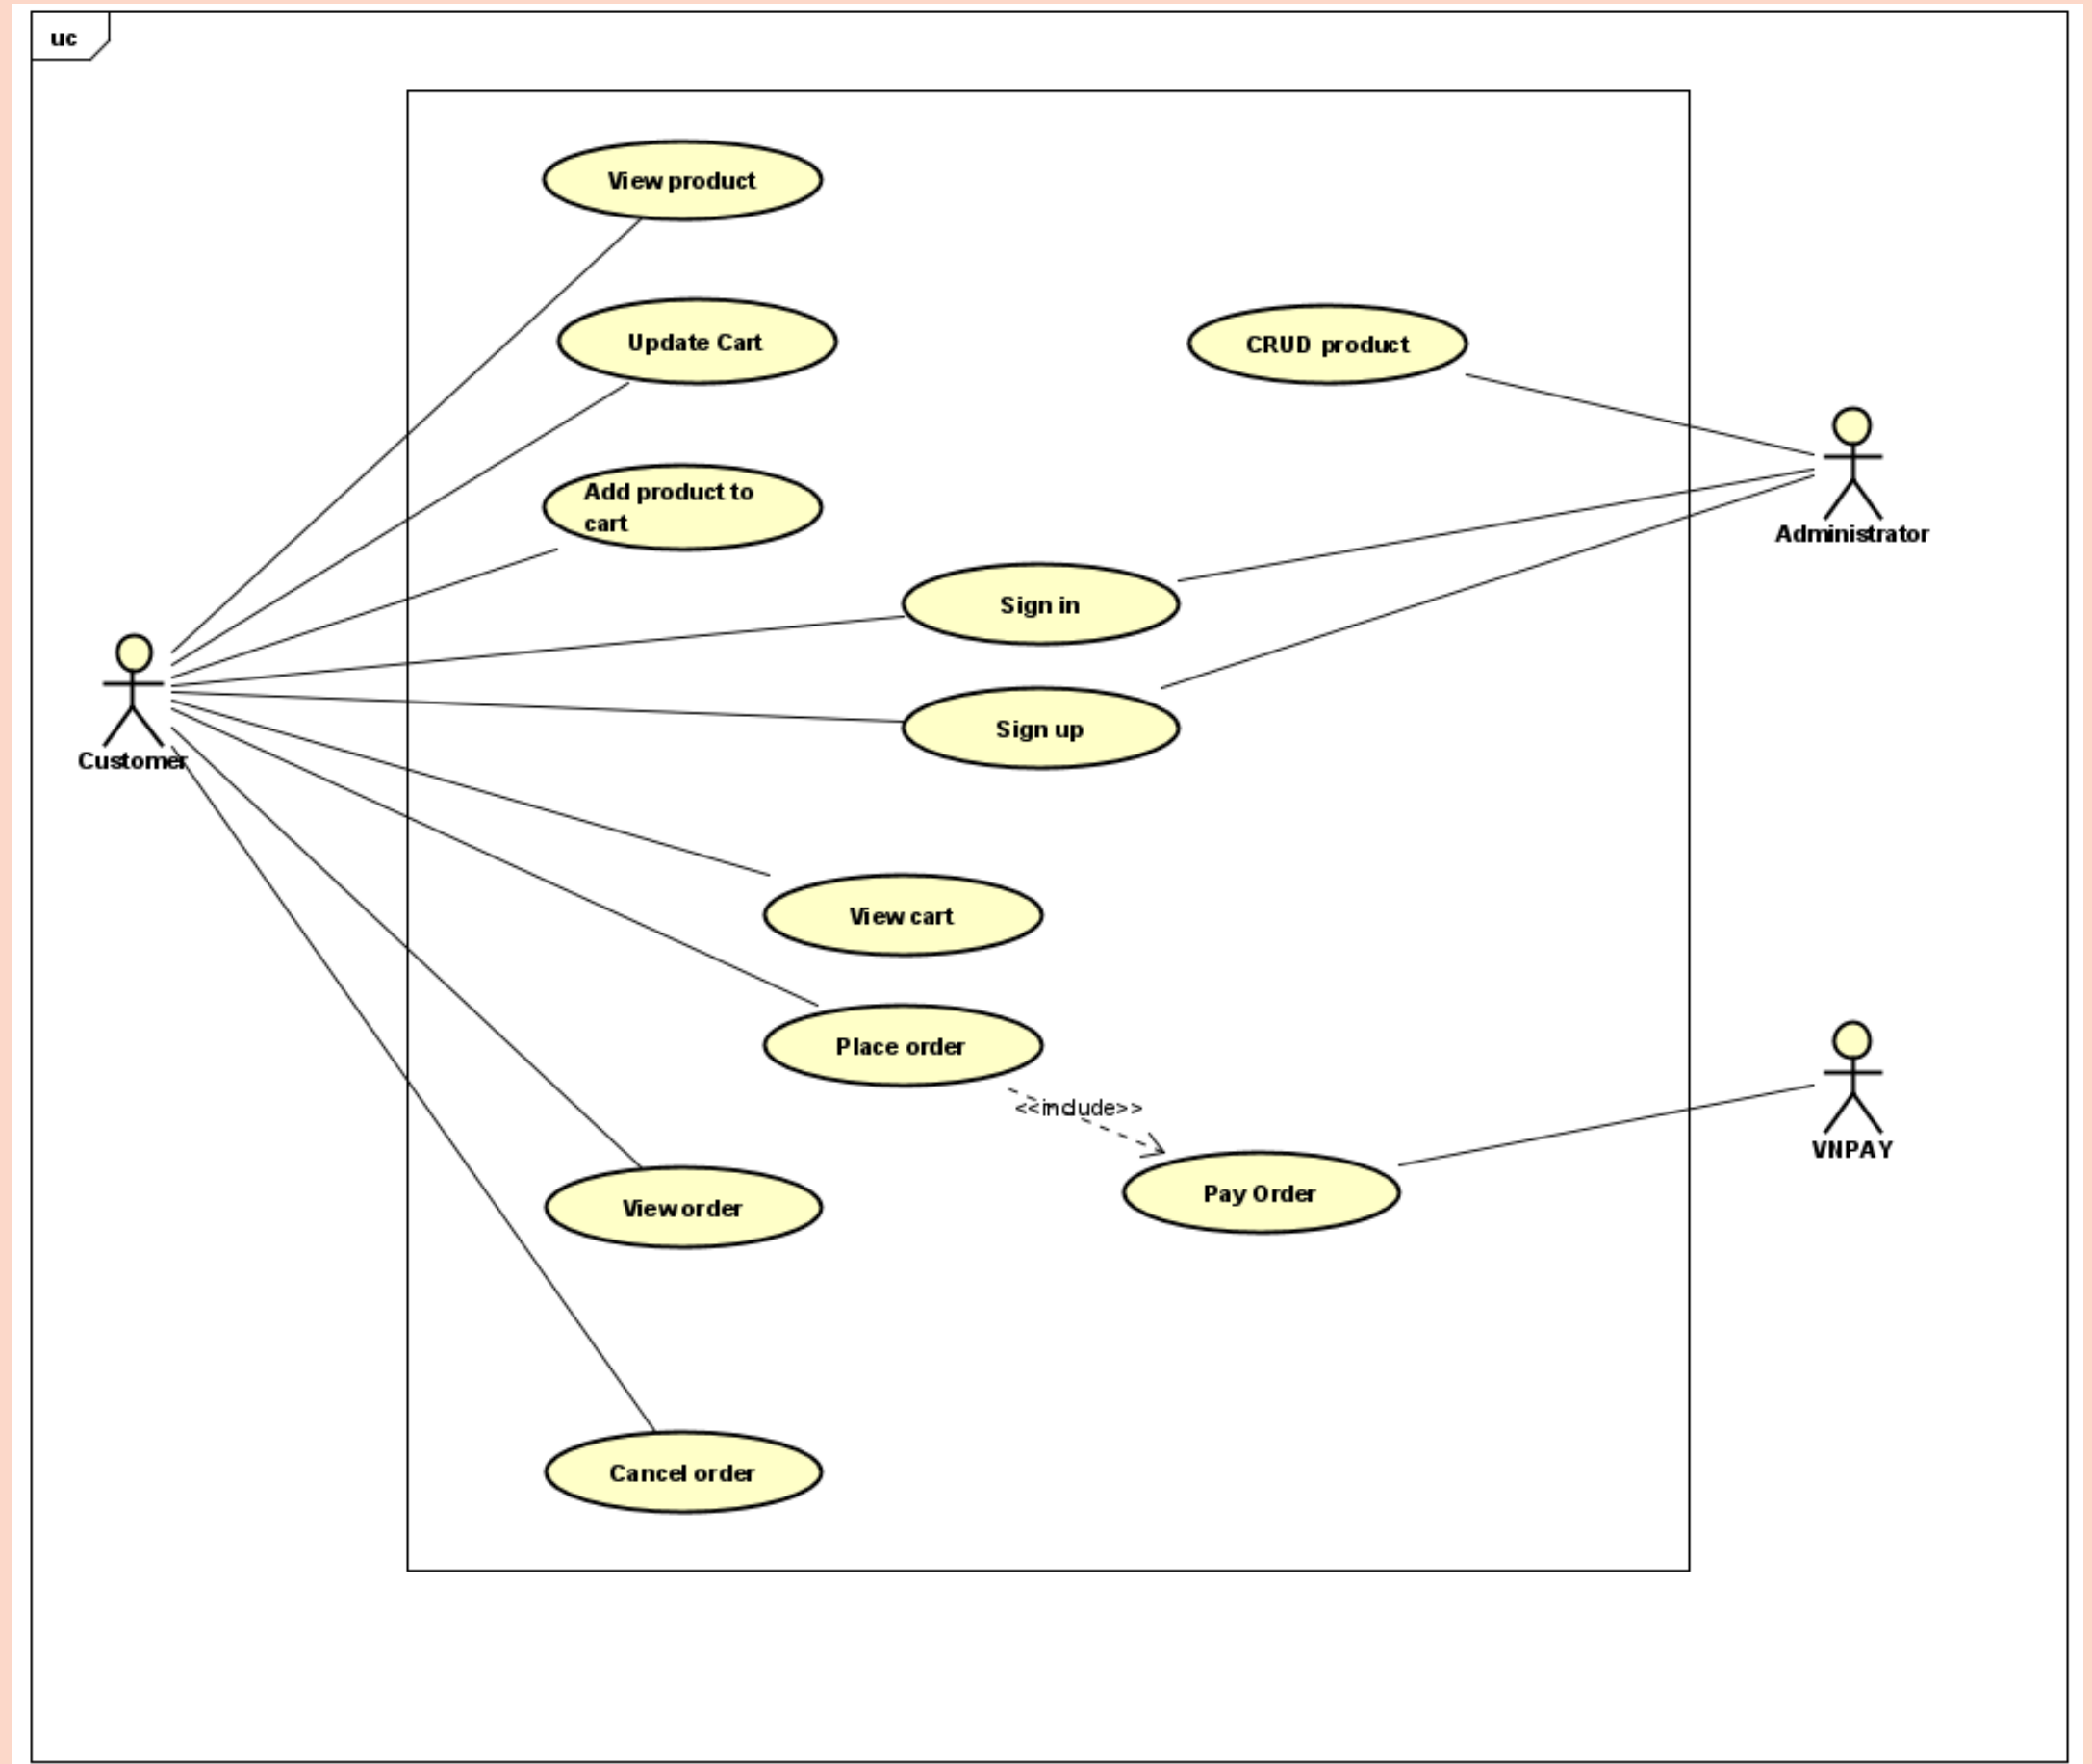 uc
View product
Update Cart
CRUD product
Add product to
cart
Administrator
Sign in
Sign up
Customer
View cart
Place order
<<include>>
VNPAY
Pay Order
View order
Cancel order